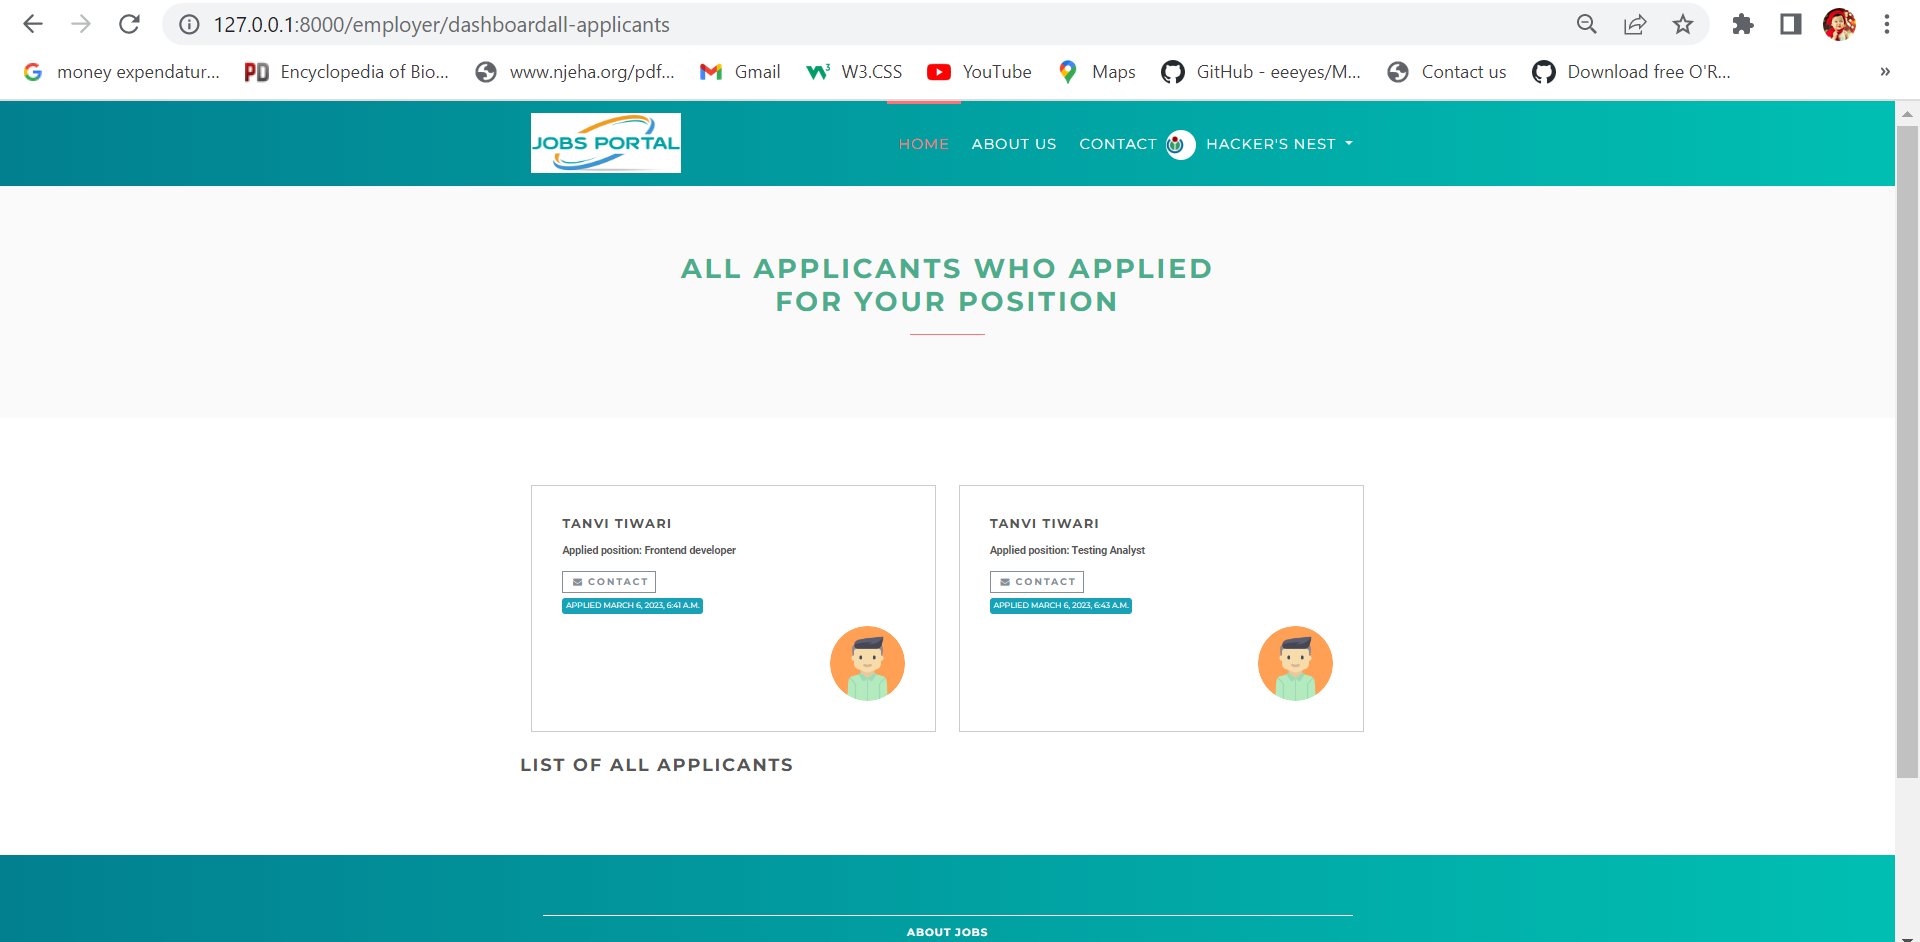 127.0.0.1:8000/employer/dashboardall-applicants
money expendatur... Encyclopedia of Bio... www.njeha.org/pdf... Gmail W3.CSS YouTube Maps GitHub - eeeyes/M... Contact us Download free O'R... »
JOBS PORTAL HOME ABOUT US CONTACT HACKER'S NEST
ALL APPLICANTS WHO APPLIED
FOR YOUR POSITION
TANVI TIWARI
Applied position: Frontend developer
CONTACT
APPLIED MARCH 6, 2023, 6:41 A.M.
TANVI TIWARI
Applied position: Testing Analyst
CONTACT
APPLIED MARCH 6, 2023, 6:43 A.M.
LIST OF ALL APPLICANTS
ABOUT JOBS